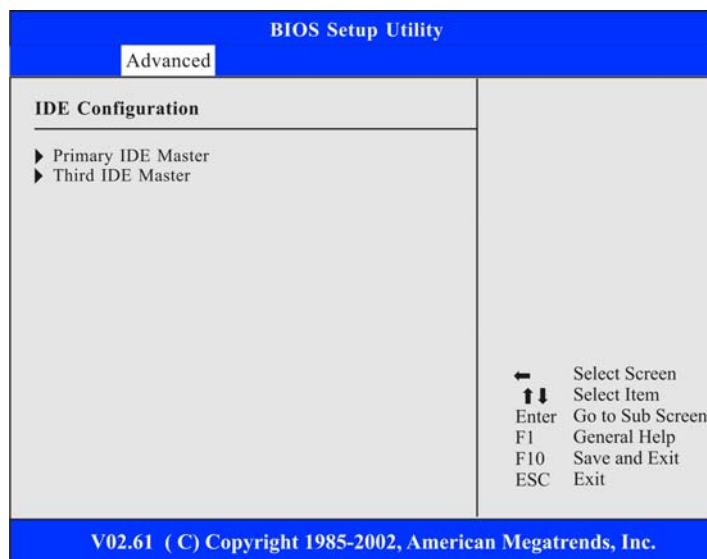 BIOS Setup Utility
Advanced
IDE Configuration
Primary IDE Master
Third IDE Master
Select Screen
Select Item
Enter Go to Sub Screen
F1 General Help
F10 Save and Exit
ESC Exit
V02.61 ( C) Copyright 1985-2002, American Megatrends, Inc.